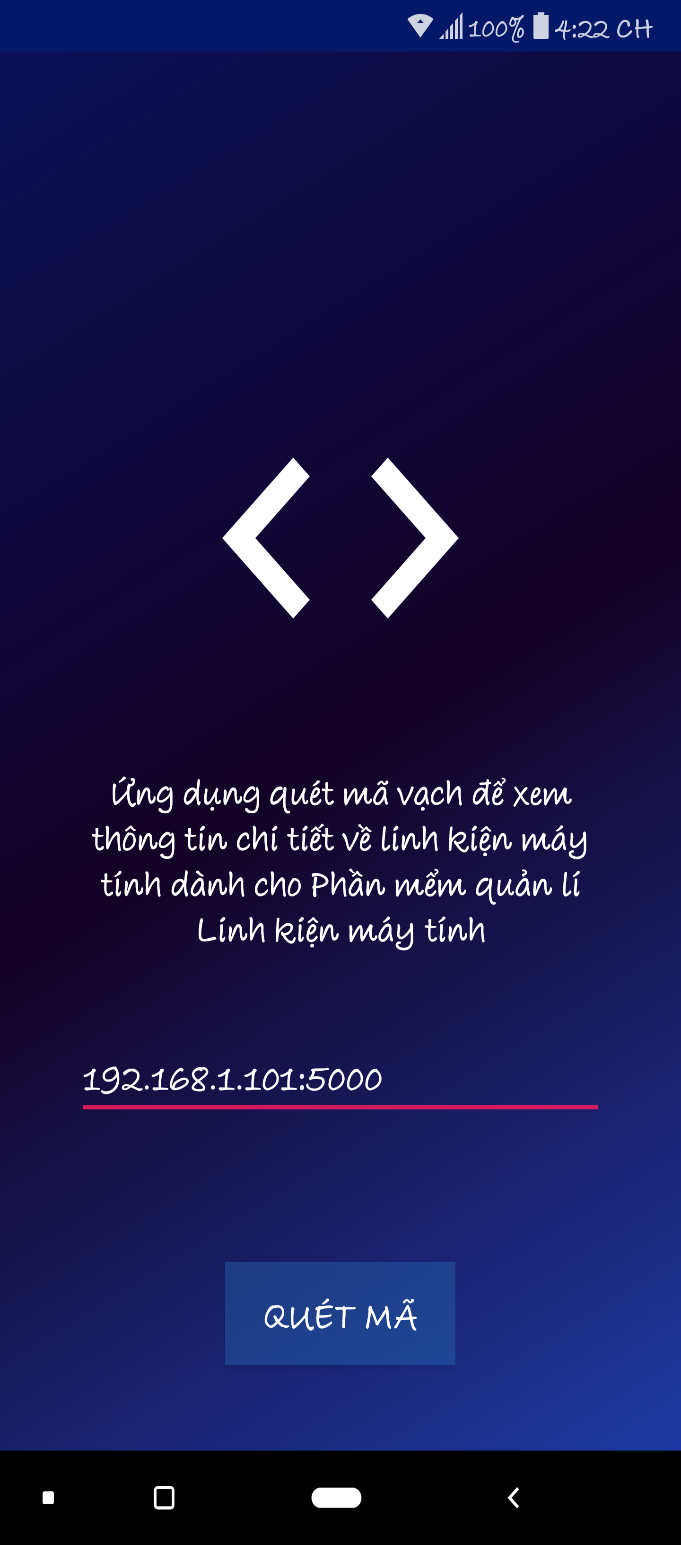 100% 4:22 CH
Ứng dụng quét mã vạch để xem
thông tin chi tiết về linh kiện máy
tính dành cho Phần mểm quản lí
Linh kiện máy tính
192.168.1.101:5000
QUÉT MÃ